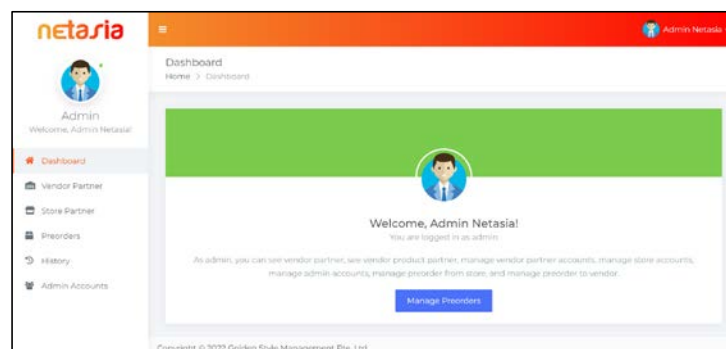 netasia
Admin Netasia
Admin
Welcome, Admin Netasia!
Dashboard
Vendor Partner
Store Partner
Preorders
History
Admin Accounts
Dashboard
Home > Dashboard
Welcome, Admin Netasia!
You are logged in as admin
As admin, you can see vendor partner, see vendor product partner, manage vendor partner accounts, manage store accounts,
manage admin accounts, manage preorder from store, and manage preorder to vendor.
Manage Preorders
Copyright © 2022 Golden Style Management Pte. Ltd.